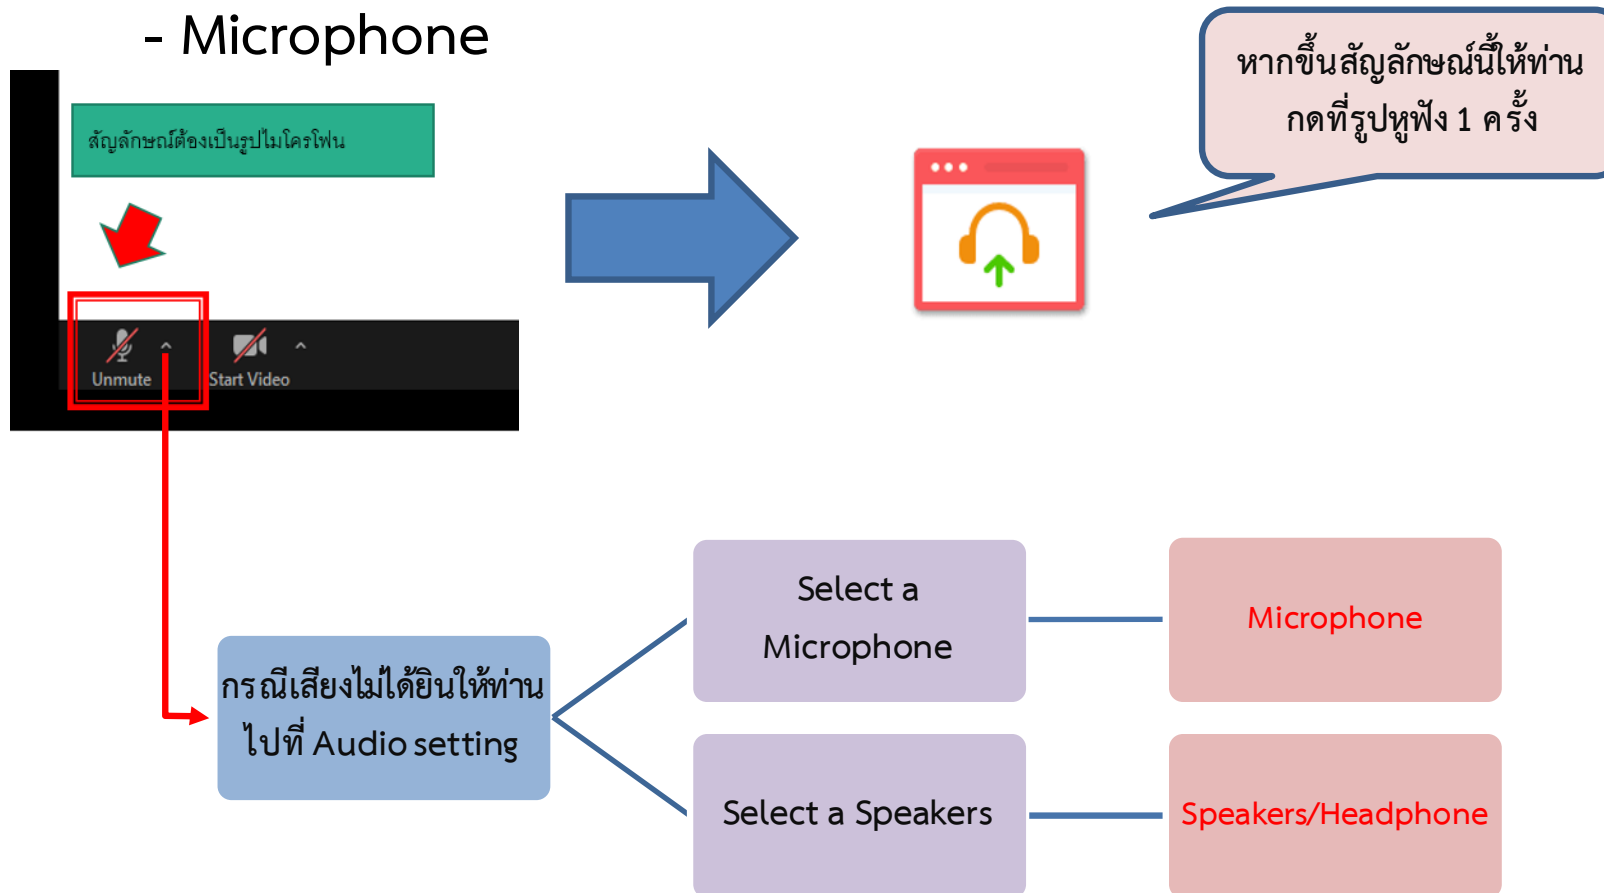 - Microphone
หากขึ้นสัญลักษณ์นี้ให้ท่าน
กดที่รูปหูฟัง 1 ครั้ง
สัญลักษณ์ต้องเป็นรูปไมโครโฟน
Unmute
Start Video
กรณีเสียงไม่ได้ยินให้ท่าน
ไปที่ Audio setting
Select a
Microphone
Microphone
Select a Speakers
Speakers/Headphone